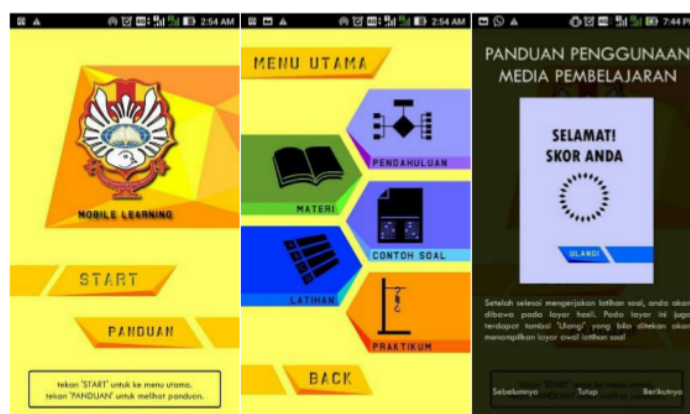 2:54 AM
MOBILE LEARNING
START
PANDUAN
tekan "START" untuk ke menu utama.
tekan "PANDUAN" untuk melihat panduan.
2:54 AM
MENU UTAMA
PENDAHULUAN
MATERI
CONTOH SOAL
LATIHAN
PRAKTIKUM
BACK
7:44 P
PANDUAN PENGGUNAAN
MEDIA PEMBELAJARAN
SELAMAT!
SKOR ANDA
ULANGI
Setelah selesai mengerjakan latihan soal, anda akan
dibawa pada layar hasil. Pada layar ini juga
terdapat tombol "Ulangi" yang bila ditekan akan
menampilkan layar awal latihan soal
Sebelumnya Tutup Berikutnya